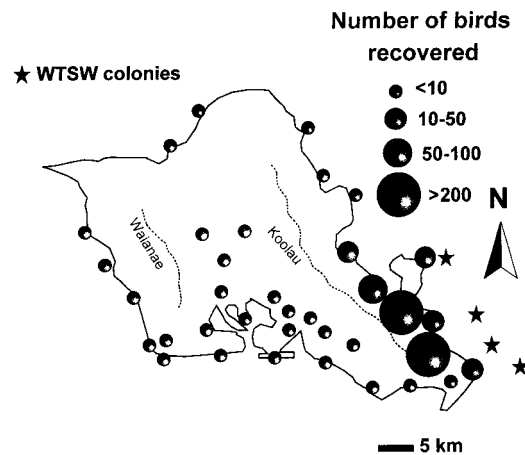 Number of birds
recovered
★ WTSW colonies
<10
10-50
50-100
>200
N
Waianae
Koolau
5 km